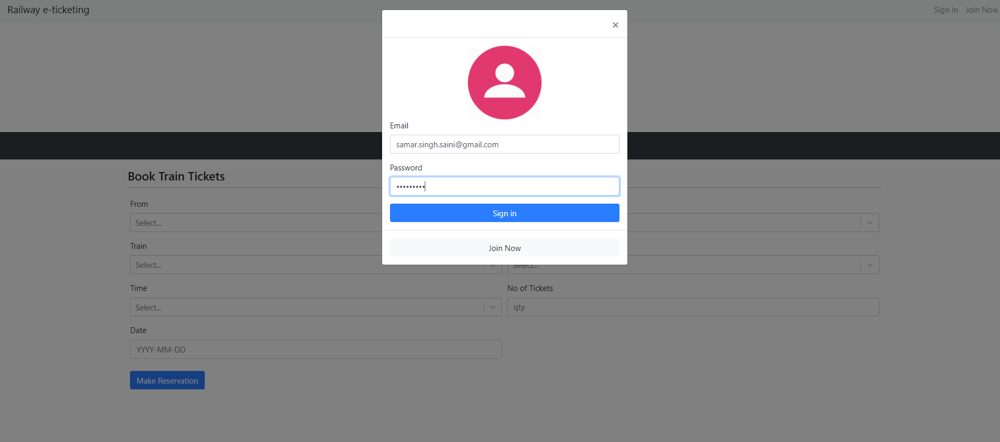 Railway e-ticketing
Sign In Join Now
×
Email
samar.singh.saini@gmail.com
Password
•••••••••
Sign in
Join Now
Book Train Tickets
From
Select...
Train
Select... Select...
Time No of Tickets
Select... qty
Date
YYYY-MM-DD
Make Reservation